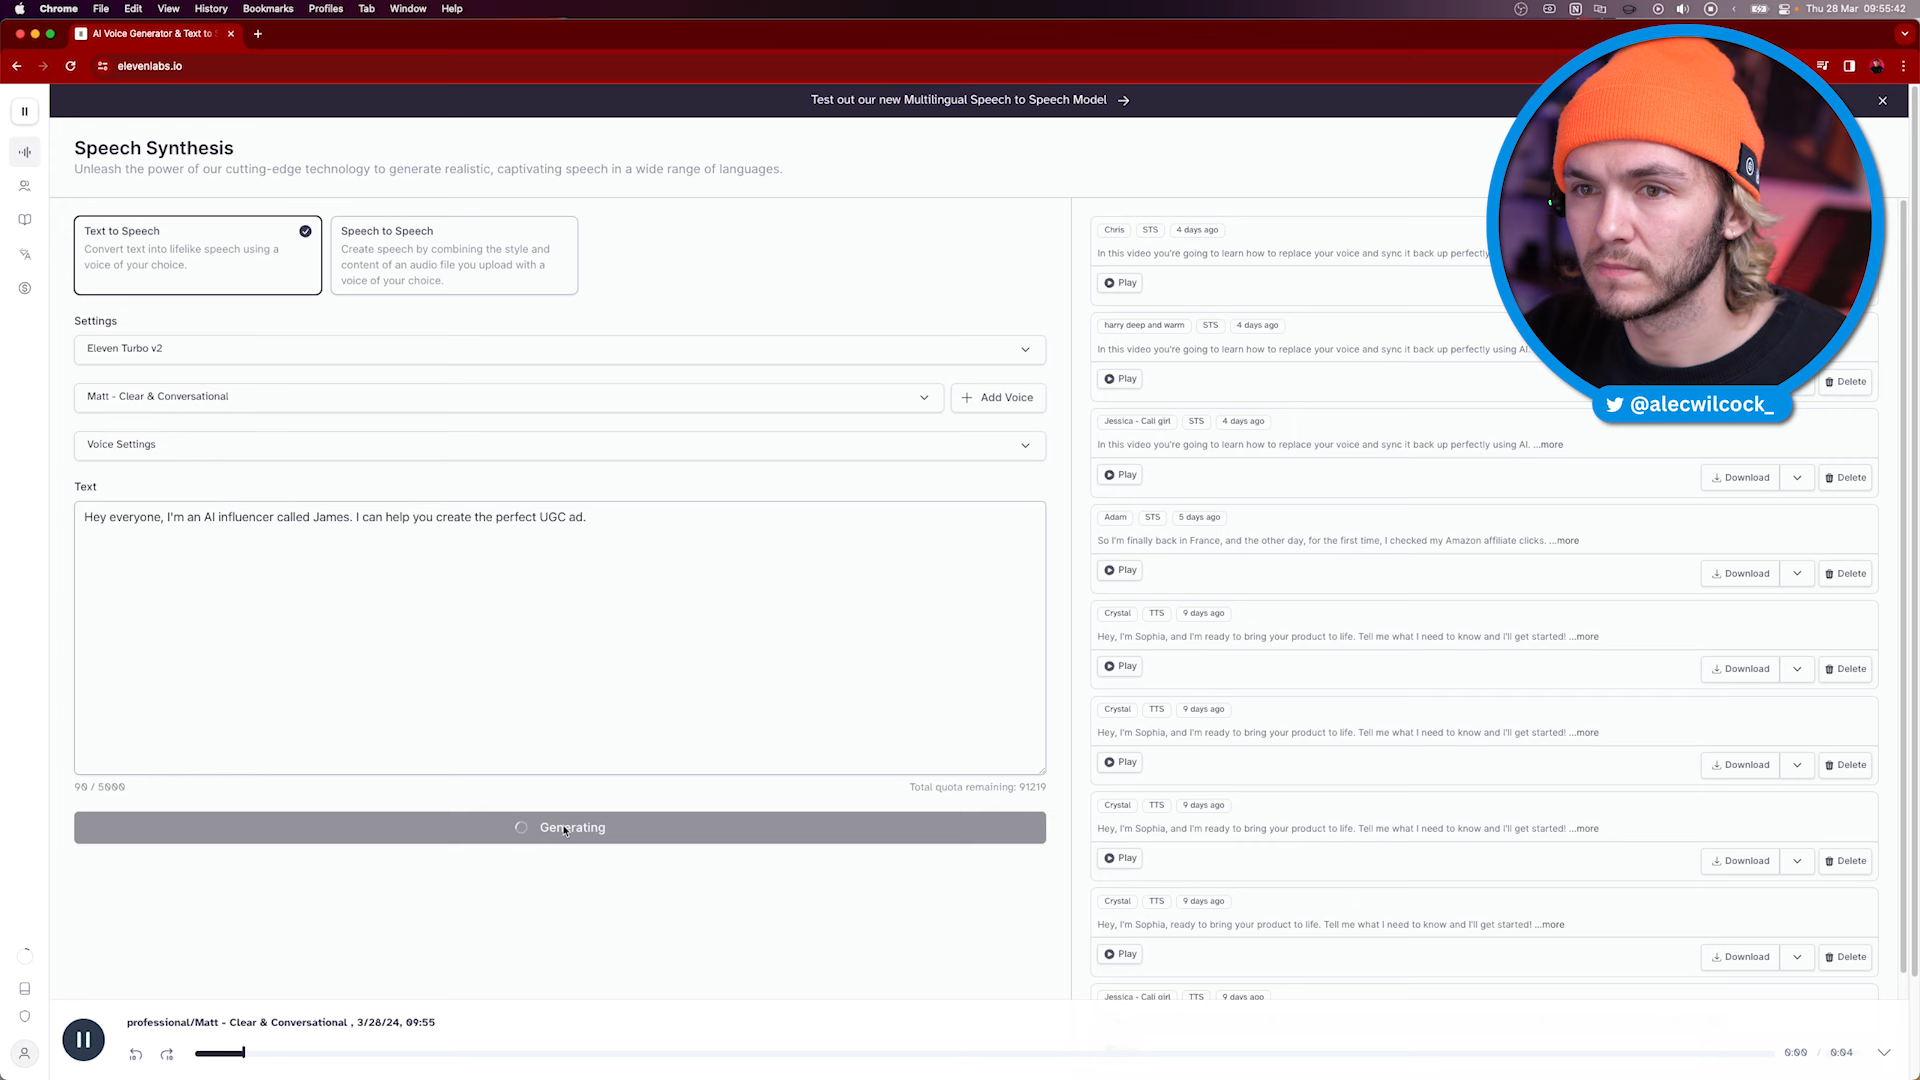 Chrome File Edit View History Bookmarks Profiles Tab Window Help
Thu 28 Mar 09:55:42
AI Voice Generator & Text to
elevenlabs.io
Test out our new Multilingual Speech to Speech Model
Speech Synthesis
Unleash the power of our cutting-edge technology to generate realistic, captivating speech in a wide range of languages.
Text to Speech
Convert text into lifelike speech using a
voice of your choice.
Speech to Speech
Create speech by combining the style and
content of an audio file you upload with a
voice of your choice.
Settings
Eleven Turbo v2
Matt - Clear & Conversational
Add Voice
Voice Settings
Text
Hey everyone, I'm an AI influencer called James. I can help you create the perfect UGC ad.
90 / 5000
Total quota remaining: 91219
Generating
Chris STS 4 days ago
In this video you're going to learn how to replace your voice and sync it back up perfectly
Play
harry deep and warm STS 4 days ago
In this video you're going to learn how to replace your voice and sync it back up perfectly using AI.
Play
Delete
@alecwilcock_
Jessica - Call girl STS 4 days ago
In this video you're going to learn how to replace your voice and sync it back up perfectly using AI. ...more
Play
Download Delete
Adam STS 5 days ago
So I'm finally back in France, and the other day, for the first time, I checked my Amazon affiliate clicks. ...more
Play
Download Delete
Crystal TTS 9 days ago
Hey, I'm Sophia, and I'm ready to bring your product to life. Tell me what I need to know and I'll get started! ...more
Play
Download Delete
Crystal TTS 9 days ago
Hey, I'm Sophia, and I'm ready to bring your product to life. Tell me what I need to know and I'll get started! ...more
Play
Download Delete
Crystal TTS 9 days ago
Hey, I'm Sophia, and I'm ready to bring your product to life. Tell me what I need to know and I'll get started! ...more
Play
Download Delete
Crystal TTS 9 days ago
Hey, I'm Sophia, ready to bring your product to life. Tell me what I need to know and I'll get started! ...more
Play
Download Delete
Jessica - Call girl TTS 9 days ago
professional/Matt - Clear & Conversational , 3/28/24, 09:55
10 10
0:00 / 0:04